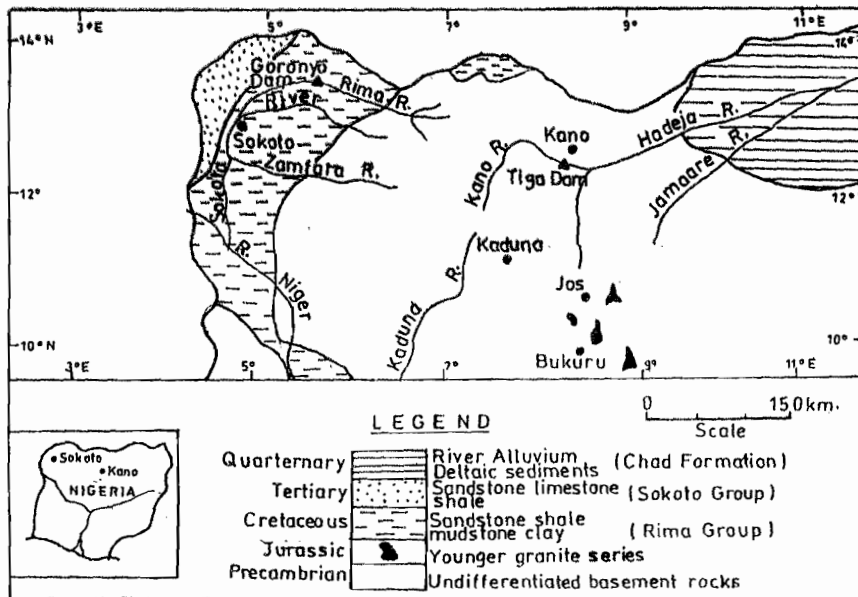 3°E 5° 7° 9° 11°E
14°N 14°
Goronyo
Dam
Rima R.
River
Sokoto
Zamfara R.
Sokoto
R.
Niger
Kano
Kano R.
Tiga Dam
Hadeja R.
Jamaare R.
12° 12°
Kaduna
Kaduna R.
Jos
Bukuru
10°N 10°
3°E 5° 7° 9° 11°E
LEGEND
0 150km.
Scale
Sokoto
Kano
NIGERIA
Quarternary River Alluvium
Deltaic sediments (Chad Formation)
Tertiary Sandstone limestone
shale (Sokoto Group)
Cretaceous Sandstone shale
mudstone clay (Rima Group)
Jurassic Younger granite series
Precambrian Undifferentiated basement rocks